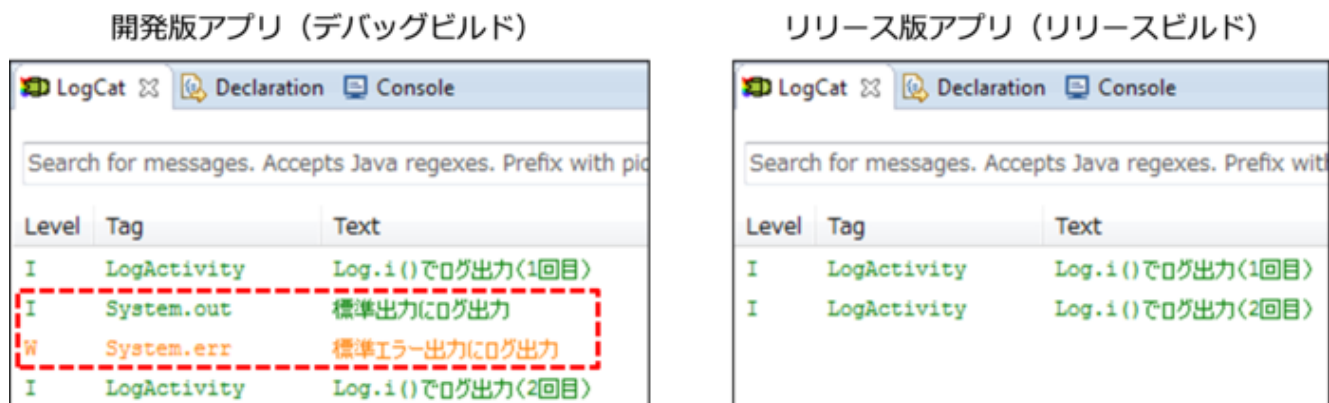 開発版アプリ（デバッグビルド）
LogCat Declaration Console
Search for messages. Accepts Java regexes. Prefix with pid
Level Tag Text
I LogActivity Log.i()でログ出力(1回目)
I System.out 標準出力にログ出力
W System.err 標準エラー出力にログ出力
I LogActivity Log.i()でログ出力(2回目)
リリース版アプリ（リリースビルド）
LogCat Declaration Console
Search for messages. Accepts Java regexes. Prefix with
Level Tag Text
I LogActivity Log.i()でログ出力(1回目)
I LogActivity Log.i()でログ出力(2回目)